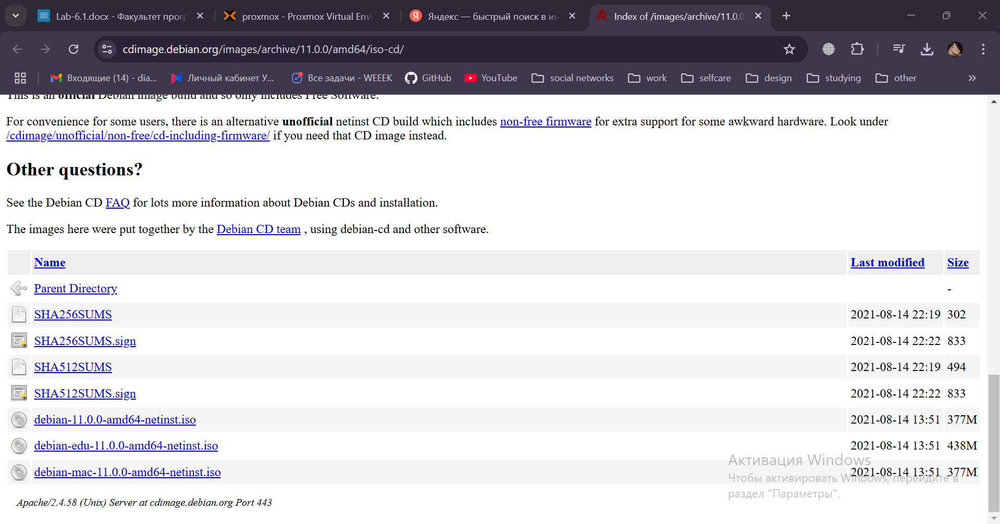 Lab-6.1.docx - Факультет прог
proxmox - Proxmox Virtual Envi
Яндекс — быстрый поиск в ин
Index of /images/archive/11.0.0
cdimage.debian.org/images/archive/11.0.0/amd64/iso-cd/
Входящие (14) - dia...
Личный кабинет У...
Все задачи - WEEEK
GitHub
YouTube
social networks
work
selfcare
design
studying
other
This is an official Debian image build and so only includes Free Software.
For convenience for some users, there is an alternative unofficial netinst CD build which includes non-free firmware for extra support for some awkward hardware. Look under
/cdimage/unofficial/non-free/cd-including-firmware/ if you need that CD image instead.
Other questions?
See the Debian CD FAQ for lots more information about Debian CDs and installation.
The images here were put together by the Debian CD team , using debian-cd and other software.
Name Last modified Size
Parent Directory -
SHA256SUMS 2021-08-14 22:19 302
SHA256SUMS.sign 2021-08-14 22:22 833
SHA512SUMS 2021-08-14 22:19 494
SHA512SUMS.sign 2021-08-14 22:22 833
debian-11.0.0-amd64-netinst.iso 2021-08-14 13:51 377M
debian-edu-11.0.0-amd64-netinst.iso 2021-08-14 13:51 438M
debian-mac-11.0.0-amd64-netinst.iso 2021-08-14 13:51 377M
Активация Windows
Чтобы активировать Windows, перейдите в
раздел "Параметры".
Apache/2.4.58 (Unix) Server at cdimage.debian.org Port 443